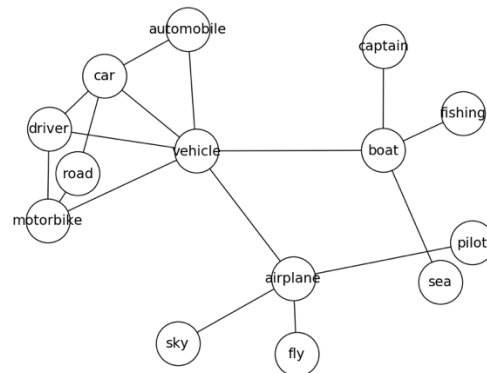 automobile
captain
car
fishing
driver
vehicle
boat
road
motorbike
pilot
airplane
sea
sky
fly